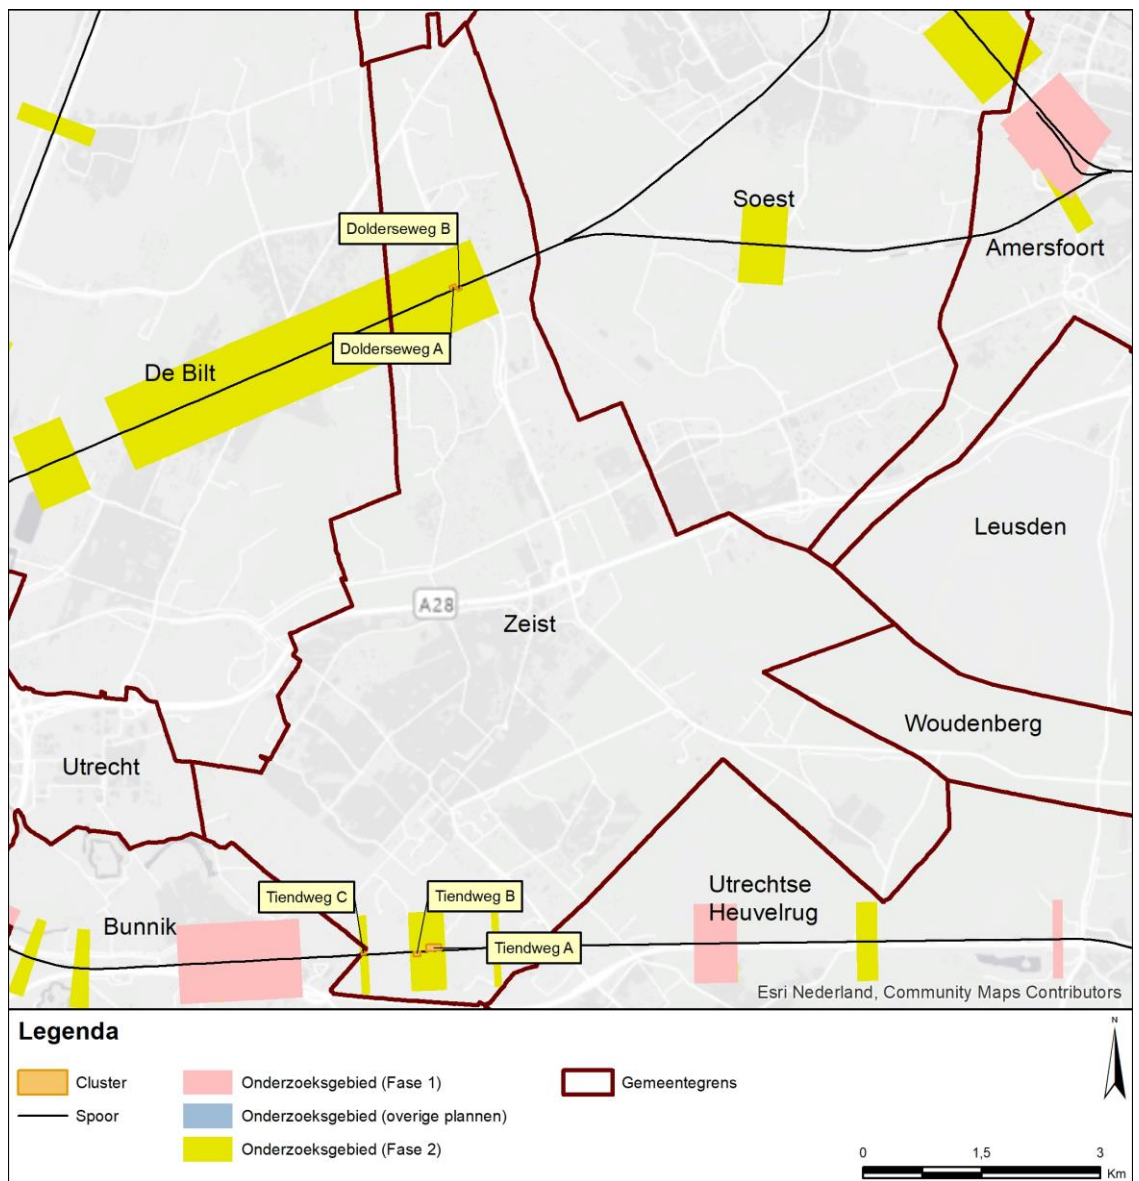 Soest
Dolderseweg B
Amersfoort
Dolderseweg A
De Bilt
Leusden
A28
Zeist
Woudenberg
Utrecht
Tiendweg C
Tiendweg B
Utrechtse
Heuvelrug
Bunnik
Tiendweg A
Esri Nederland, Community Maps Contributors
Legenda
Cluster
Spoor
Onderzoeksgebied (Fase 1)
Onderzoeksgebied (overige plannen)
Onderzoeksgebied (Fase 2)
Gemeentegrens
N
0 1,5 3
Km